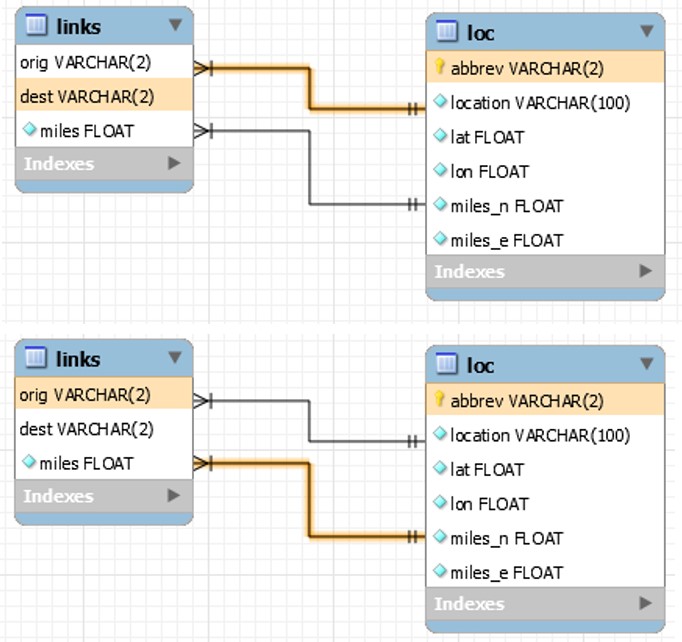 links
orig VARCHAR(2)
dest VARCHAR(2)
miles FLOAT
Indexes
loc
abbrev VARCHAR(2)
location VARCHAR(100)
lat FLOAT
lon FLOAT
miles_n FLOAT
miles_e FLOAT
Indexes
links
orig VARCHAR(2)
dest VARCHAR(2)
miles FLOAT
Indexes
loc
abbrev VARCHAR(2)
location VARCHAR(100)
lat FLOAT
lon FLOAT
miles_n FLOAT
miles_e FLOAT
Indexes